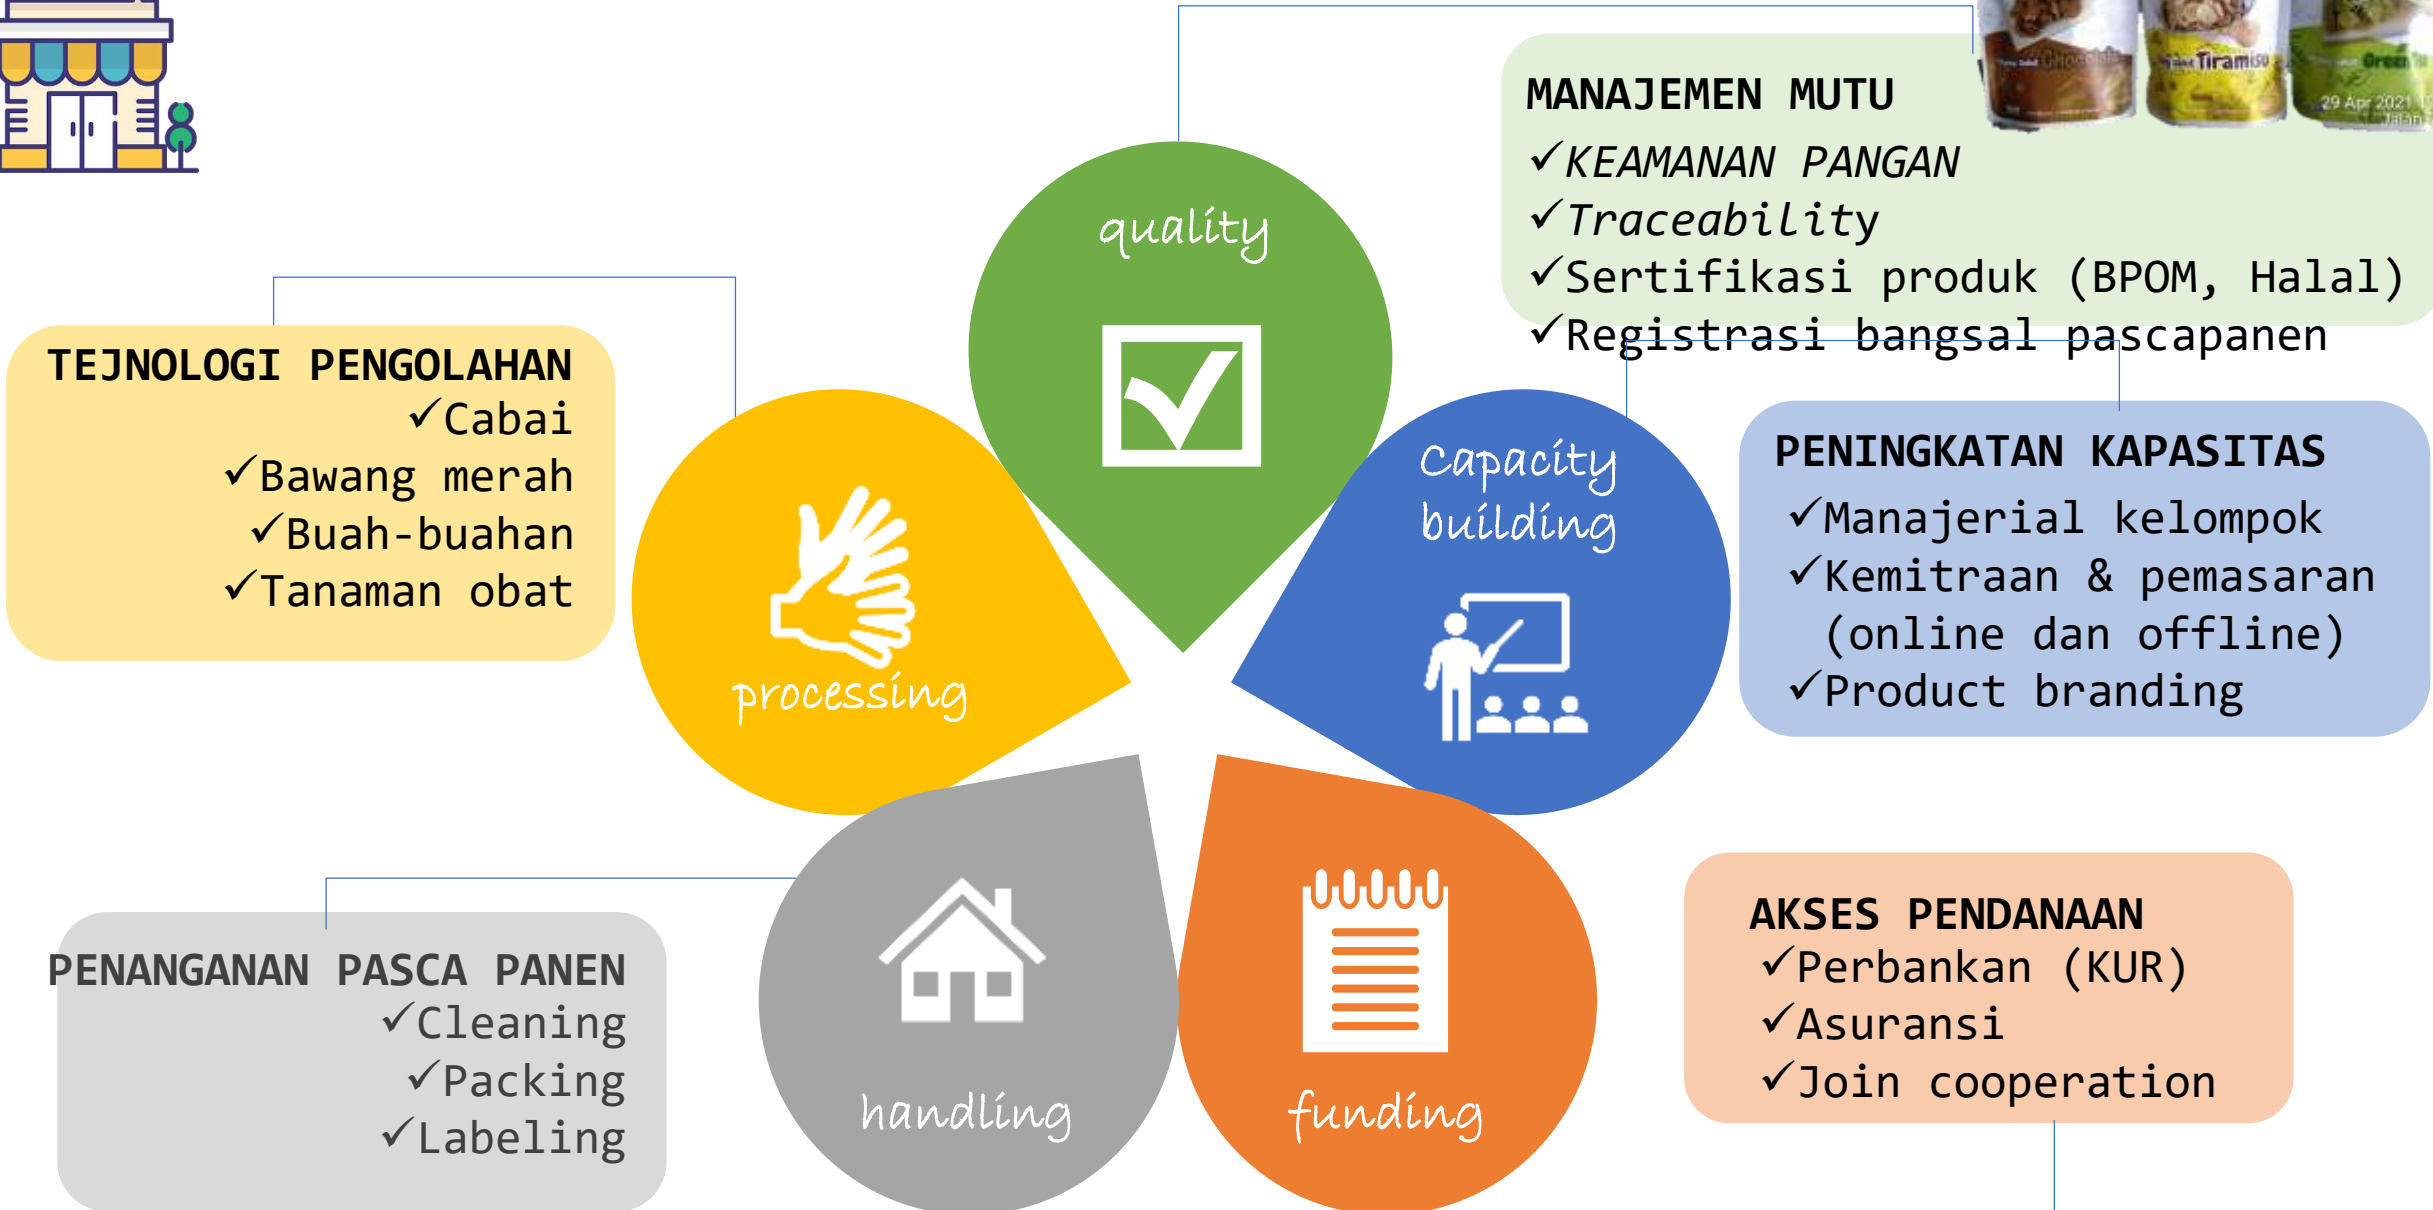 Tiramisu
Green
29 Apr 2021
Jalan
MANAJEMEN MUTU
✓KEAMANAN PANGAN
✓Traceability
✓Sertifikasi produk (BPOM, Halal)
✓Registrasi bangsal pascapanen
quality
TEJNOLOGI PENGOLAHAN
✓Cabai
✓Bawang merah
✓Buah-buahan
✓Tanaman obat
processing
Capacity
building
PENINGKATAN KAPASITAS
✓Manajerial kelompok
✓Kemitraan & pemasaran
(online dan offline)
✓Product branding
PENANGANAN PASCA PANEN
✓Cleaning
✓Packing
✓Labeling
handling
funding
AKSES PENDANAAN
✓Perbankan (KUR)
✓Asuransi
✓Join cooperation